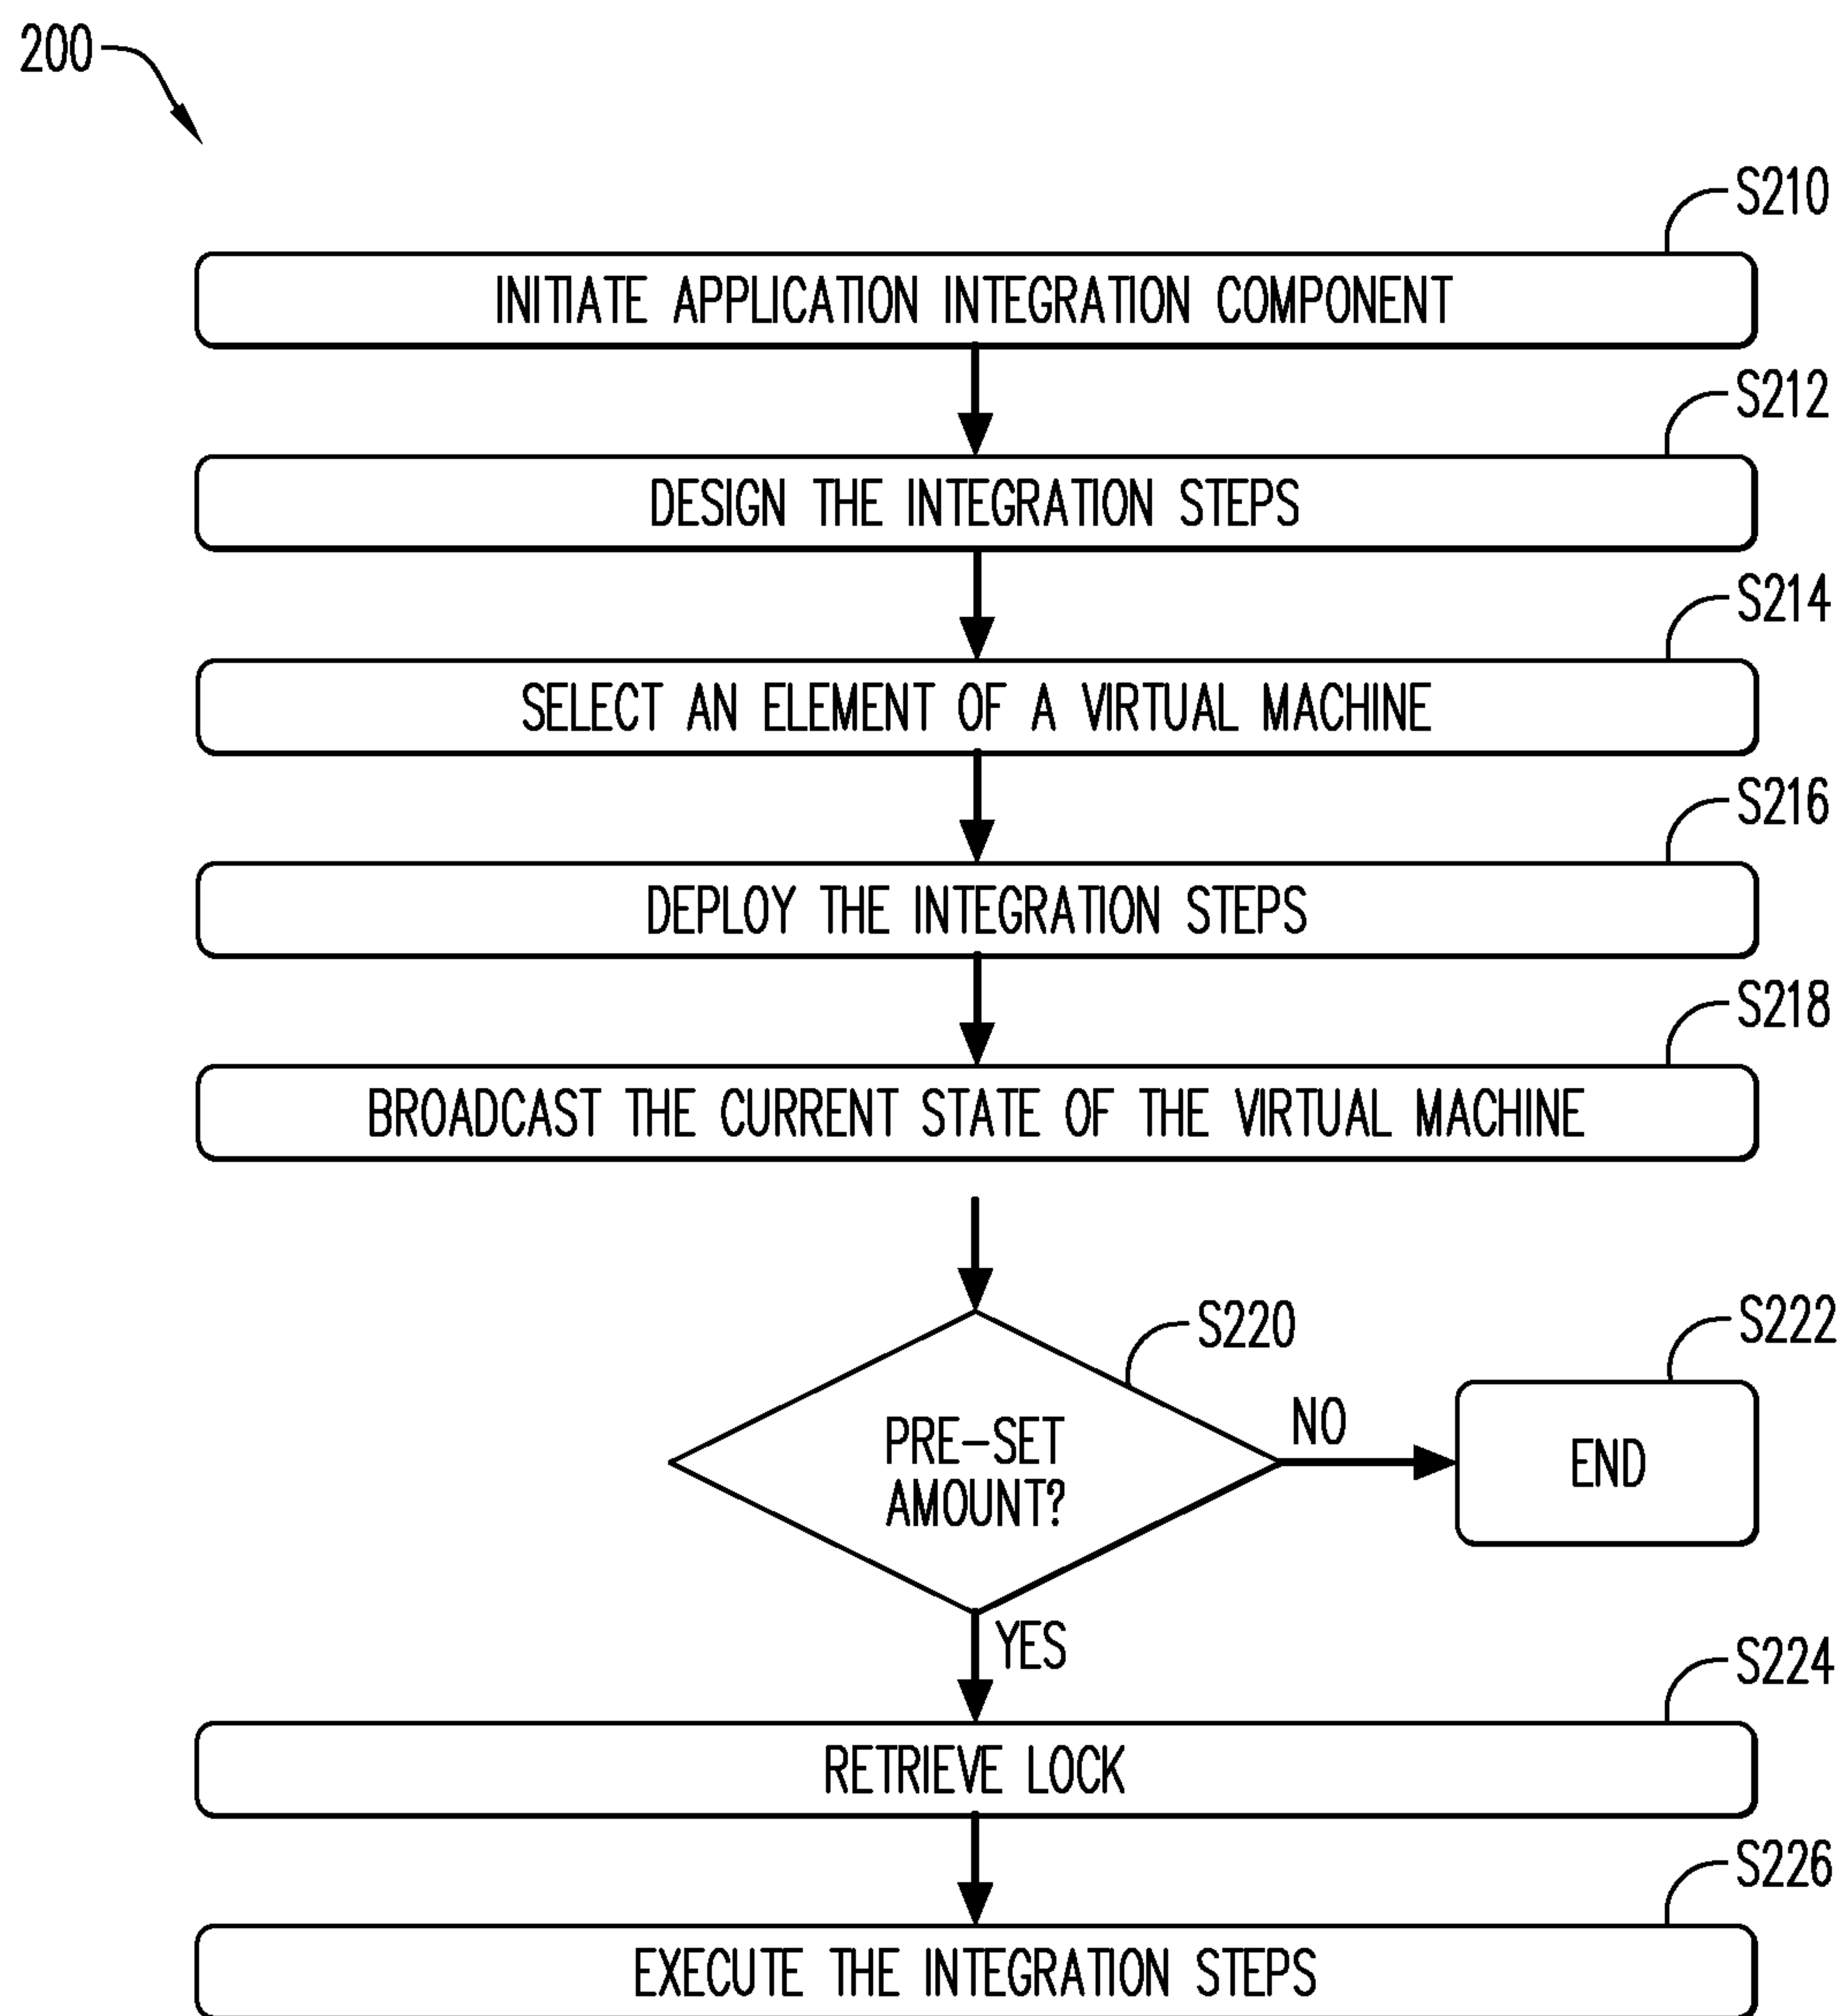 200
S210
INITIATE APPLICATION INTEGRATION COMPONENT
S212
DESIGN THE INTEGRATION STEPS
S214
SELECT AN ELEMENT OF A VIRTUAL MACHINE
S216
DEPLOY THE INTEGRATION STEPS
S218
BROADCAST THE CURRENT STATE OF THE VIRTUAL MACHINE
S220
PRE-SET
AMOUNT?
NO
S222
END
YES
S224
RETRIEVE LOCK
S226
EXECUTE THE INTEGRATION STEPS